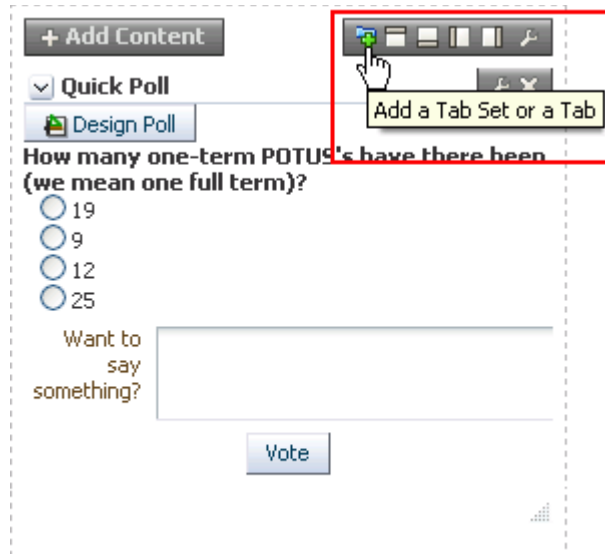 + Add Content
Quick Poll
Add a Tab Set or a Tab
Design Poll
How many one-term POTUS's have there been
(we mean one full term)?
19
9
12
25
Want to
say
something?
Vote